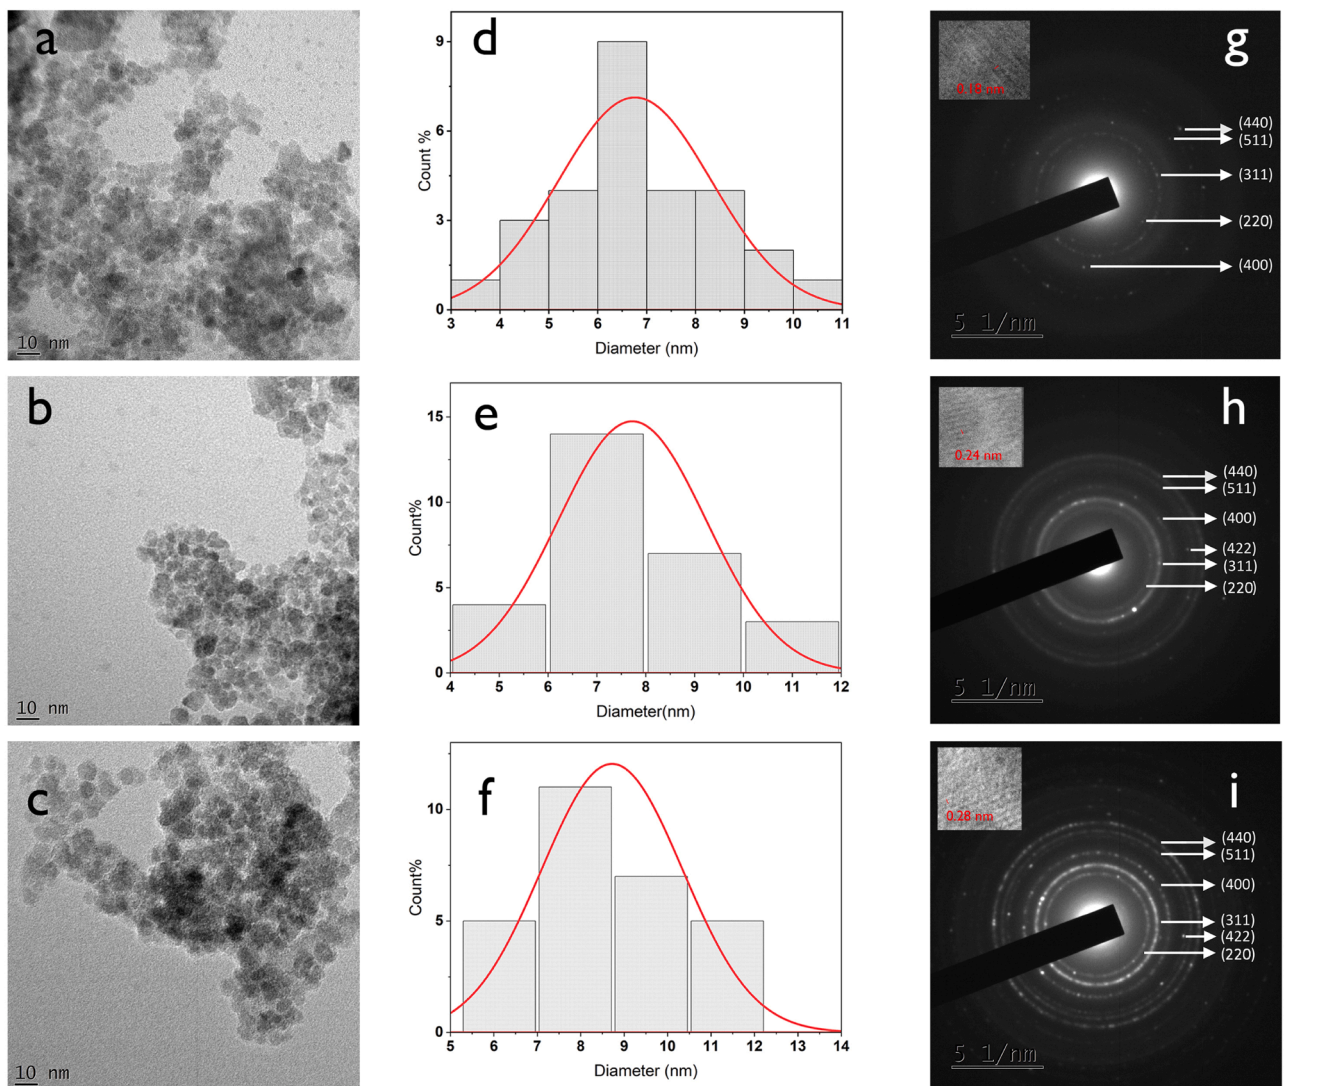 a
10 nm
d
Count %
9
6
3
0
3 4 5 6 7 8 9 10 11
Diameter (nm)
g
0.18 nm
(440)
(511)
(311)
(220)
(400)
5 1/nm
b
10 nm
e
Count%
15
10
5
0
4 5 6 7 8 9 10 11 12
Diameter(nm)
h
0.24 nm
(440)
(511)
(400)
(422)
(311)
(220)
5 1/nm
c
10 nm
f
Count%
10
5
0
5 6 7 8 9 10 11 12 13 14
Diameter (nm)
i
0.28 nm
(440)
(511)
(400)
(311)
(422)
(220)
5 1/nm